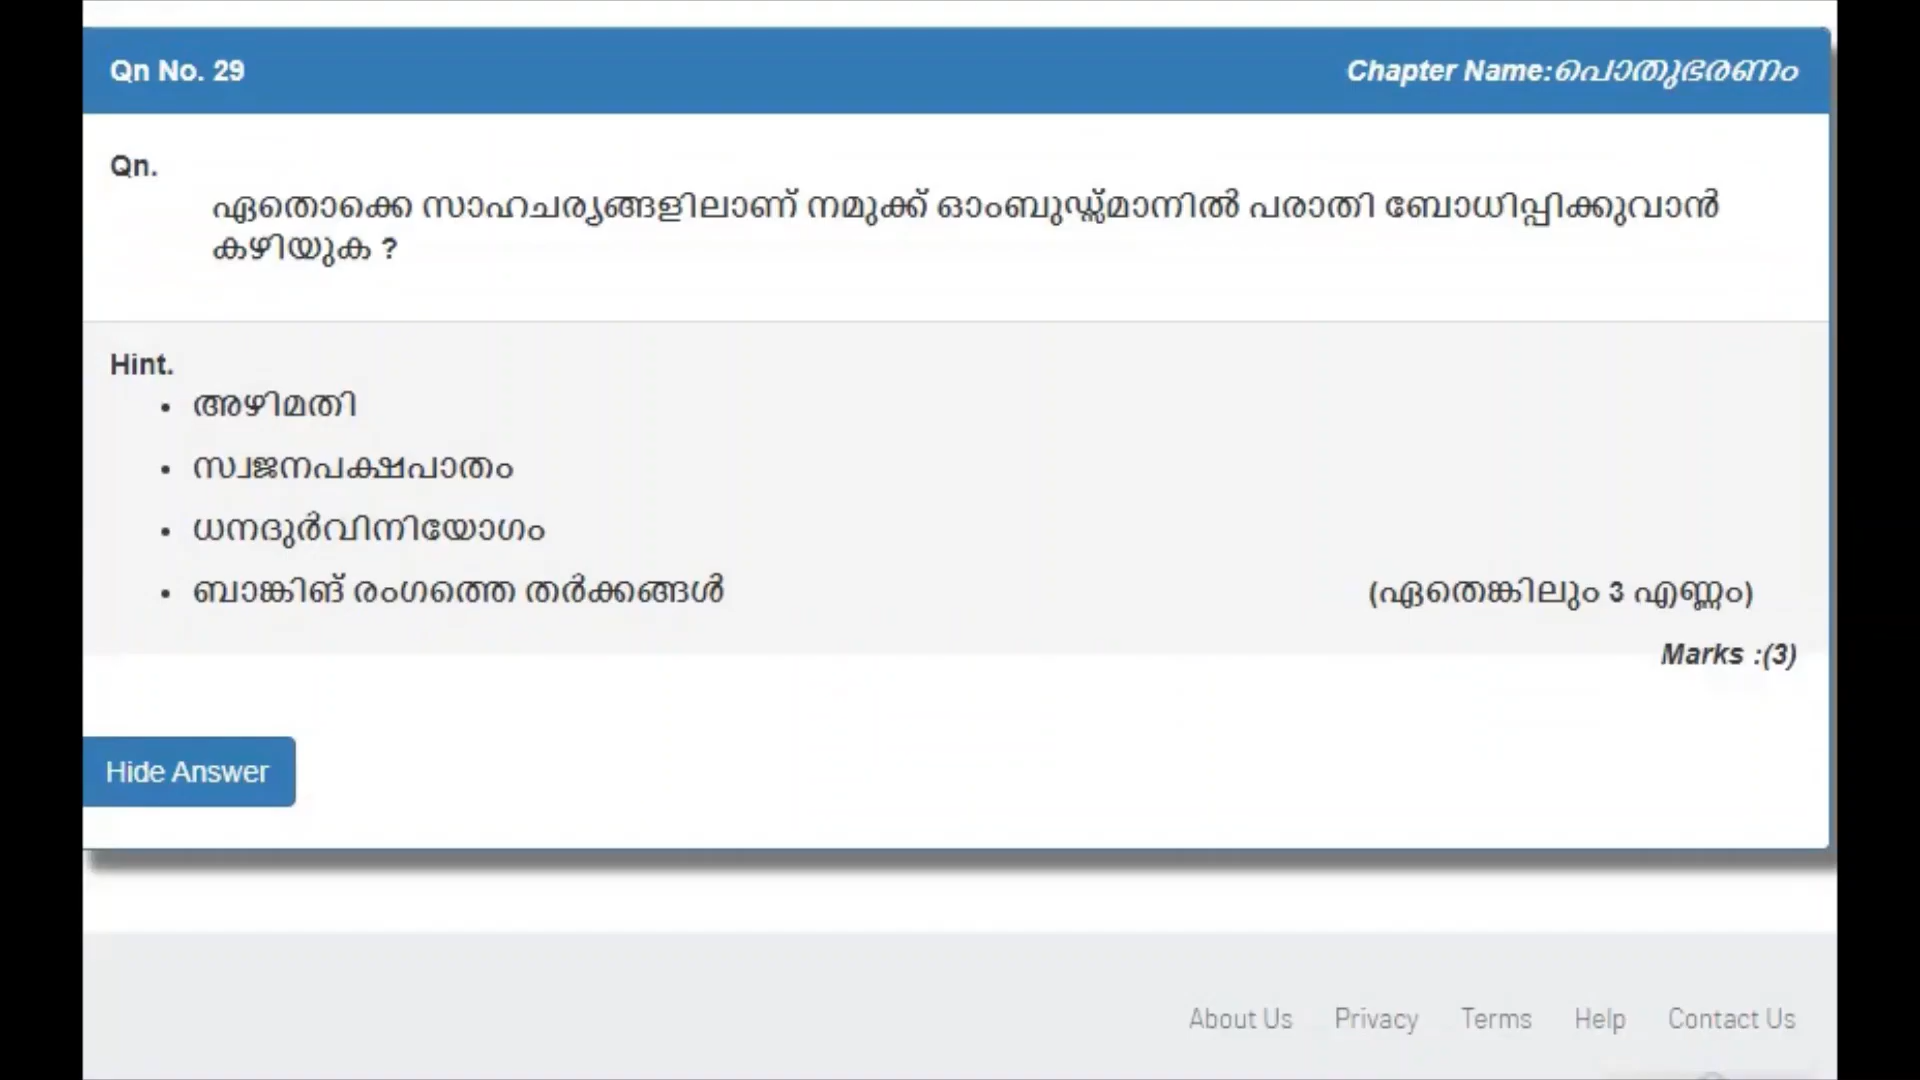 Qn No. 29
Chapter Name:പൊതുഭരണം
Qn.
ഏതൊക്കെ സാഹചര്യങ്ങളിലാണ് നമുക്ക് ഓംബുഡ്സ്മാനിൽ പരാതി ബോധിപ്പിക്കുവാൻ
കഴിയുക ?
Hint.
• അഴിമതി
• സ്വജനപക്ഷപാതം
• ധനദുർവിനിയോഗം
• ബാങ്കിങ് രംഗത്തെ തർക്കങ്ങൾ (ഏതെങ്കിലും 3 എണ്ണം)
Marks :(3)
Hide Answer
About Us Privacy Terms Help Contact Us